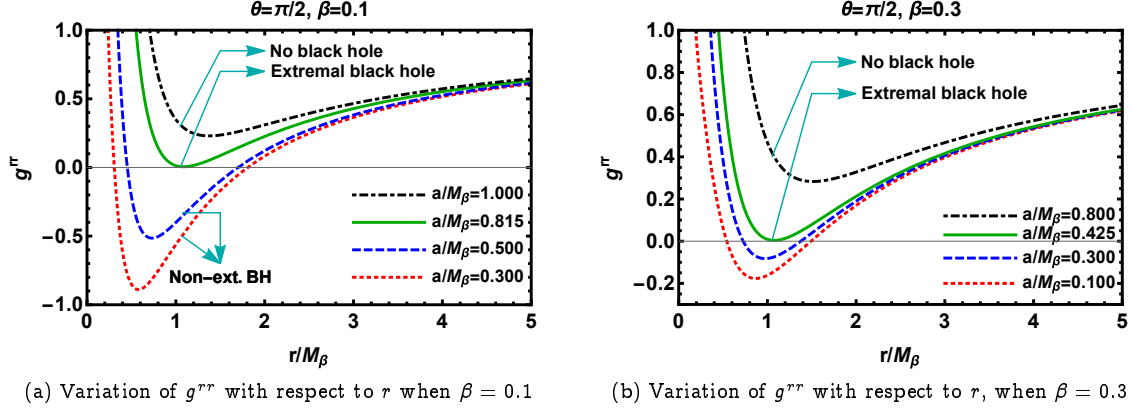 θ=π/2, β=0.1
1.0
0.5
0.0
−0.5
−1.0
g^rr
No black hole
Extremal black hole
a/M_β=1.000
a/M_β=0.815
a/M_β=0.500
a/M_β=0.300
Non−ext. BH
0 1 2 3 4 5
r/M_β
(a) Variation of g^rr with respect to r when β = 0.1
θ=π/2, β=0.3
1.0
0.8
0.6
0.4
0.2
0.0
−0.2
g^rr
No black hole
Extremal black hole
a/M_β=0.800
a/M_β=0.425
a/M_β=0.300
a/M_β=0.100
0 1 2 3 4 5
r/M_β
(b) Variation of g^rr with respect to r, when β = 0.3